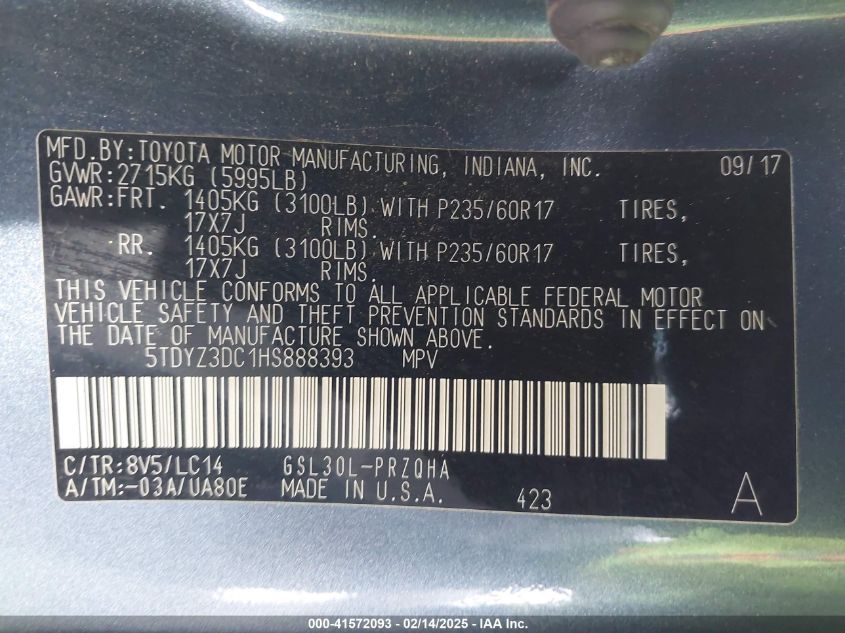 MFD.BY:TOYOTA MOTOR MANUFACTURING, INDIANA, INC. 09/17
GVWR:2715KG (5995LB)
GAWR:FRT. 1405KG (3100LB) WITH P235/60R17 TIRES,
17X7J RIMS.
RR. 1405KG (3100LB) WITH P235/60R17 TIRES,
17X7J RIMS.
THIS VEHICLE CONFORMS TO ALL APPLICABLE FEDERAL MOTOR
VEHICLE SAFETY AND THEFT PREVENTION STANDARDS IN EFFECT ON
THE DATE OF MANUFACTURE SHOWN ABOVE.
5TDYZ3DC1HS888393 MPV
C/TR:8V5/LC14 GSL30L-PRZQHA
A/TM:-03A/UA80E MADE IN U.S.A. 423 A
000-41572093 - 02/14/2025 - IAAI, Inc.